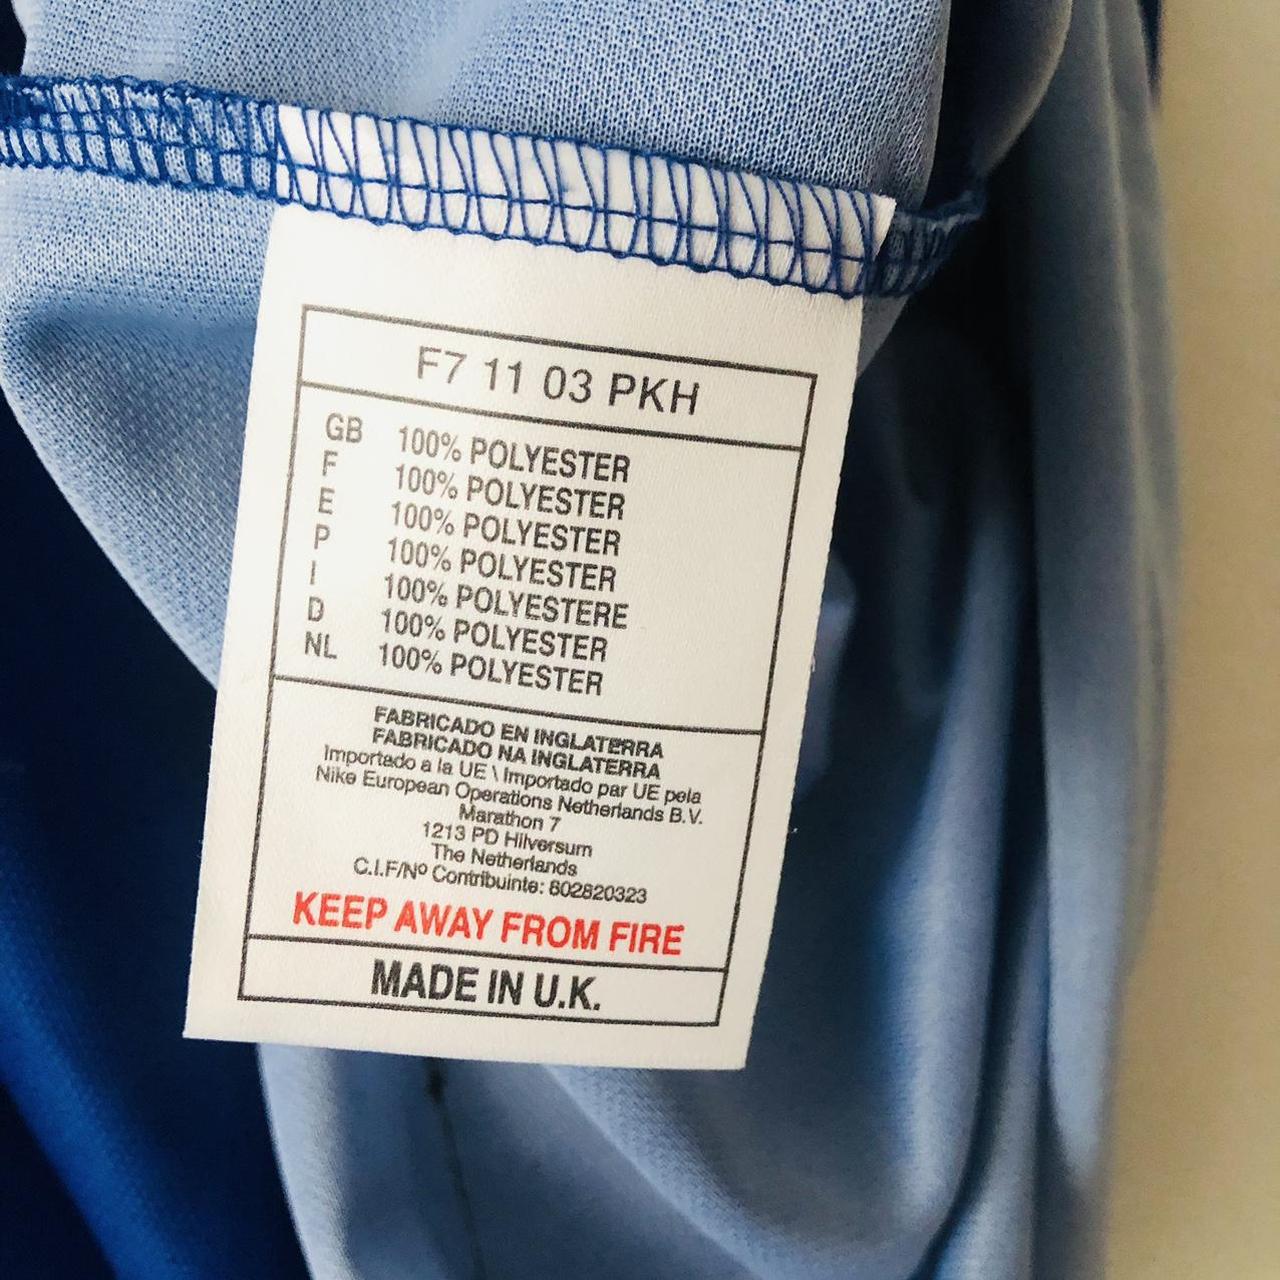 F7 11 03 PKH
GB 100% POLYESTER
F 100% POLYESTER
E 100% POLYESTER
P 100% POLYESTER
I 100% POLYESTERE
D 100% POLYESTER
NL 100% POLYESTER
FABRICADO EN INGLATERRA
FABRICADO NA INGLATERRA
Importado a la UE \ Importado par UE pela
Nike European Operations Netherlands B.V.
Marathon 7
1213 PD Hilversum
The Netherlands
C.I.F/Nº Contribuinte: 802820323
KEEP AWAY FROM FIRE
MADE IN U.K.